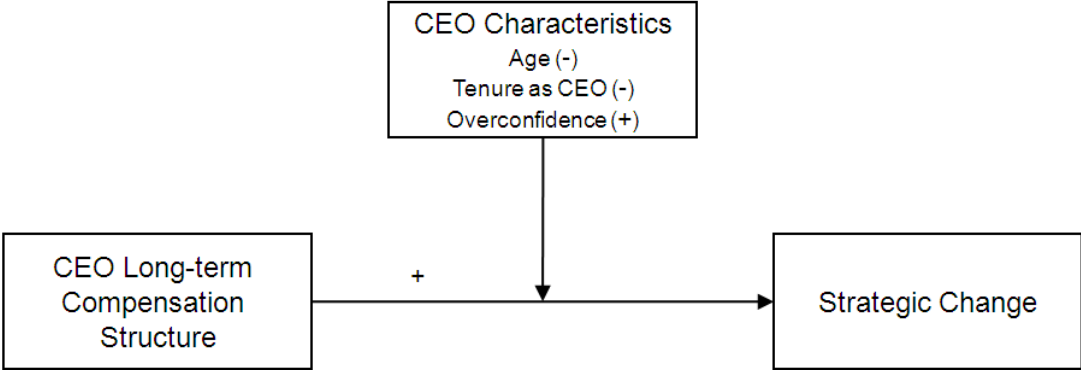 CEO Characteristics
Age (-)
Tenure as CEO (-)
Overconfidence (+)
CEO Long-term
Compensation
Structure
+
Strategic Change